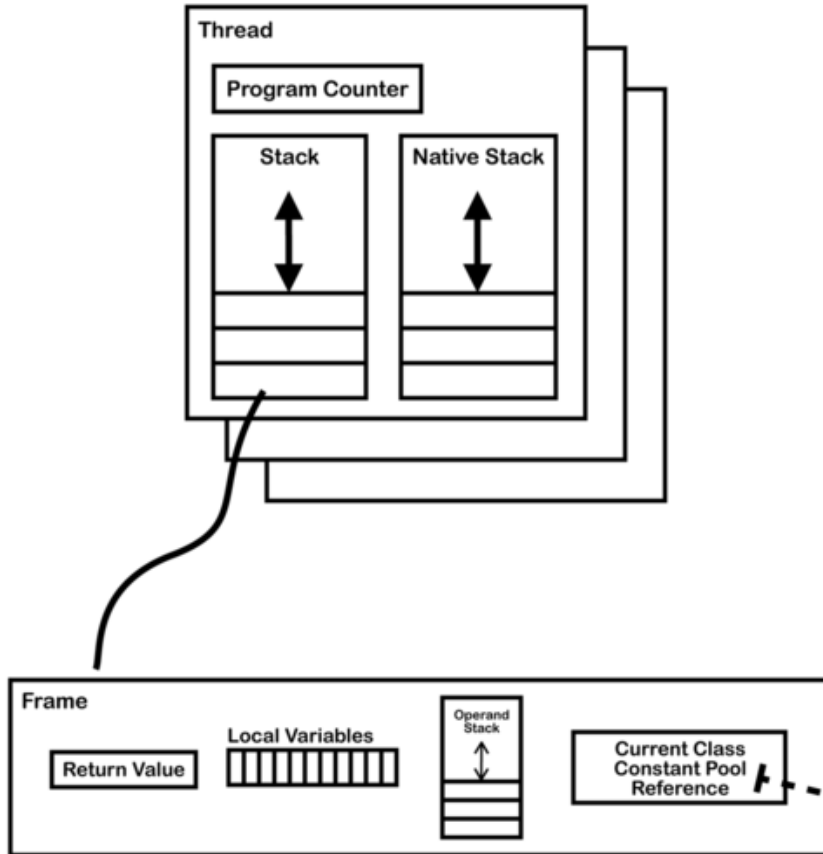 Thread
Program Counter
Stack
Native Stack
Frame
Return Value
Local Variables
Operand
Stack
Current Class
Constant Pool
Reference